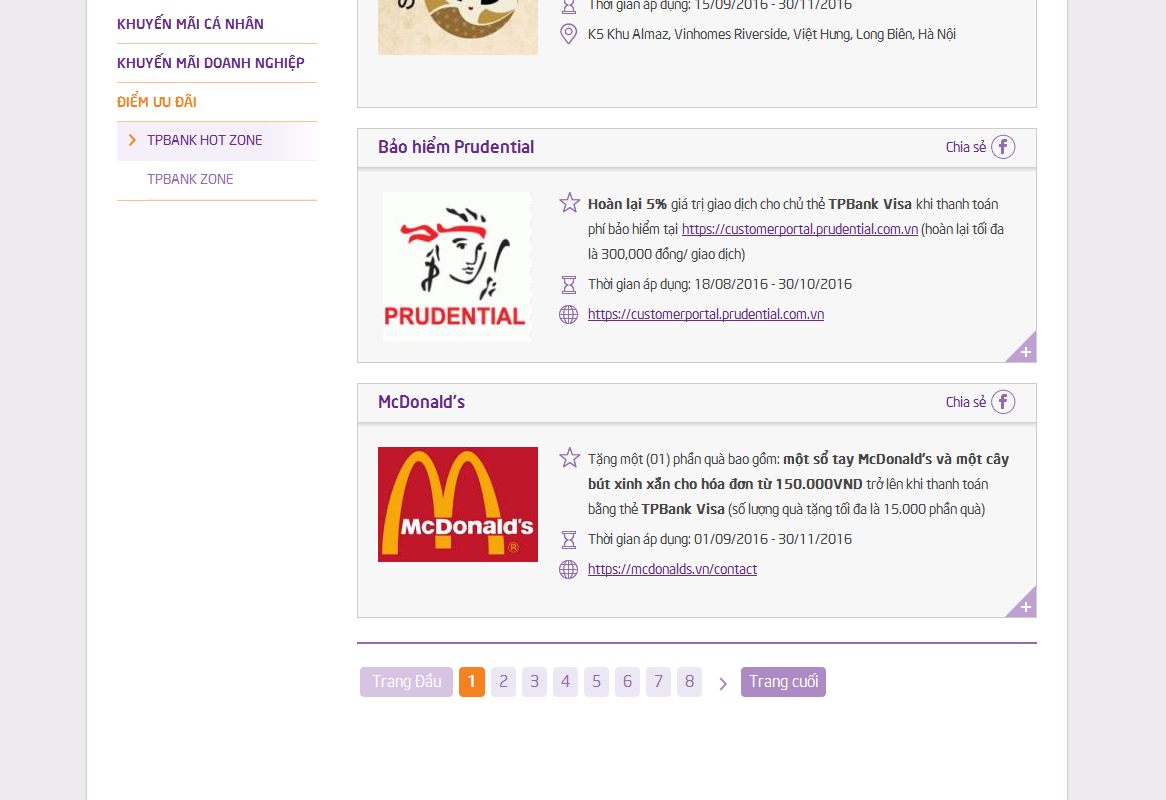 KHUYẾN MÃI CÁ NHÂN
KHUYẾN MÃI DOANH NGHIỆP
ĐIỂM ƯU ĐÃI
TPBANK HOT ZONE
TPBANK ZONE
Thời gian áp dụng: 15/09/2016 - 30/11/2016
K5 Khu Almaz, Vinhomes Riverside, Việt Hưng, Long Biên, Hà Nội
Bảo hiểm Prudential
Chia sẻ
PRUDENTIAL
Hoàn lại 5% giá trị giao dịch cho chủ thẻ TPBank Visa khi thanh toán
phí bảo hiểm tại https://customerportal.prudential.com.vn (hoàn lại tối đa
là 300,000 đồng/ giao dịch)
Thời gian áp dụng: 18/08/2016 - 30/10/2016
https://customerportal.prudential.com.vn
McDonald's
Chia sẻ
McDonald's
®
Tặng một (01) phần quà bao gồm: một sổ tay McDonald's và một cây
bút xinh xắn cho hóa đơn từ 150.000VND trở lên khi thanh toán
bằng thẻ TPBank Visa (số lượng quà tặng tối đa là 15.000 phần quà)
Thời gian áp dụng: 01/09/2016 - 30/11/2016
https://mcdonalds.vn/contact
Trang Đầu 1 2 3 4 5 6 7 8 Trang cuối